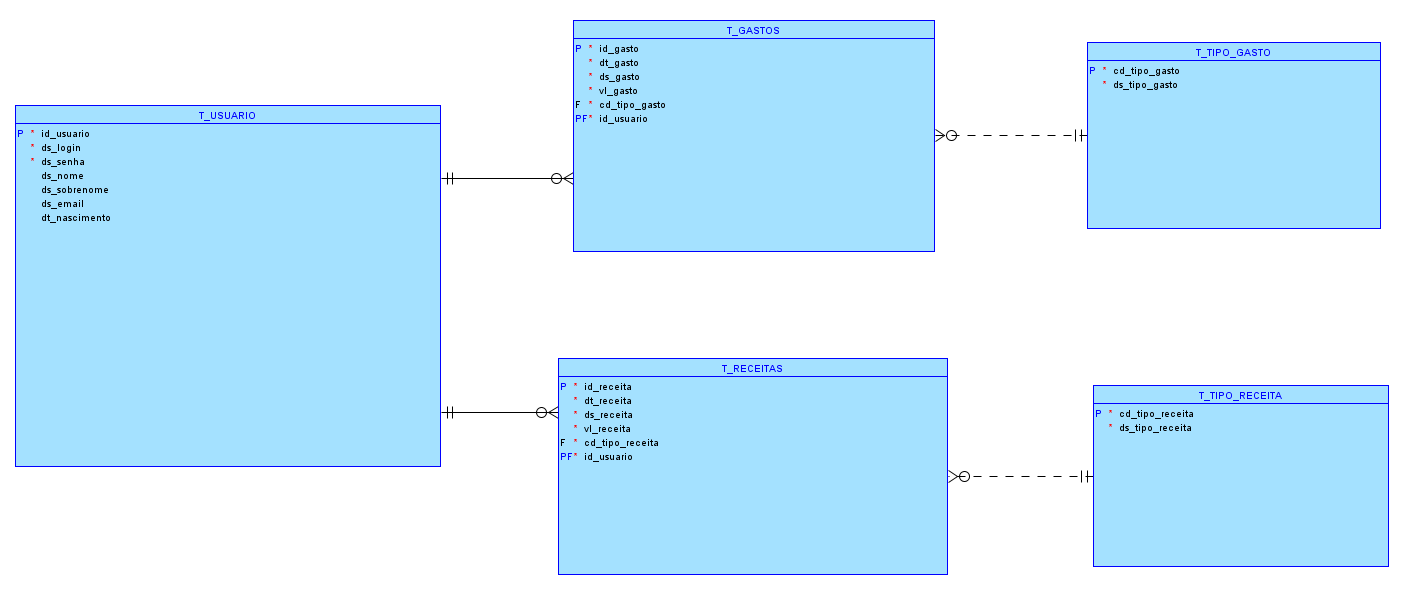 T_USUARIO
P * id_usuario
* ds_login
* ds_senha
ds_nome
ds_sobrenome
ds_email
dt_nascimento
T_GASTOS
P * id_gasto
* dt_gasto
* ds_gasto
* vl_gasto
F * cd_tipo_gasto
PF* id_usuario
T_TIPO_GASTO
P * cd_tipo_gasto
* ds_tipo_gasto
T_RECEITAS
P * id_receita
* dt_receita
* ds_receita
* vl_receita
F * cd_tipo_receita
PF* id_usuario
T_TIPO_RECEITA
P * cd_tipo_receita
* ds_tipo_receita